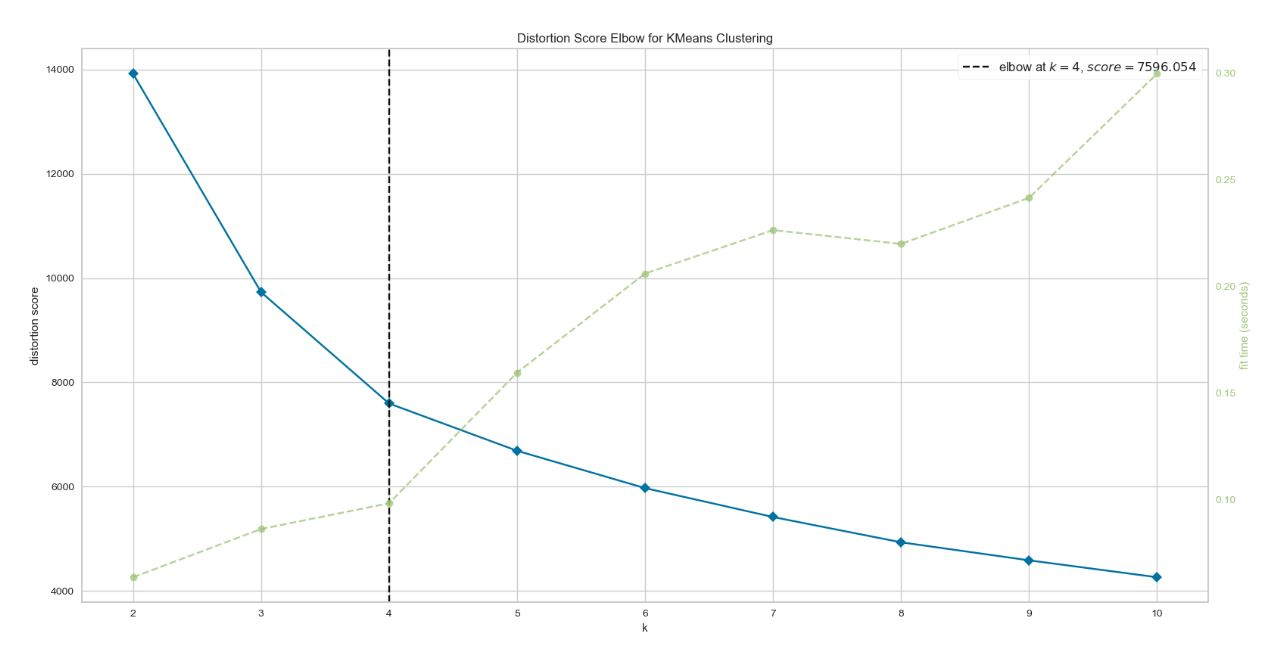 Distortion Score Elbow for KMeans Clustering
elbow at k = 4, score = 7596.054
14000
12000
10000
8000
6000
4000
distortion score
0.30
0.25
0.20
0.15
0.10
fit time (seconds)
2 3 4 5 6 7 8 9 10
k